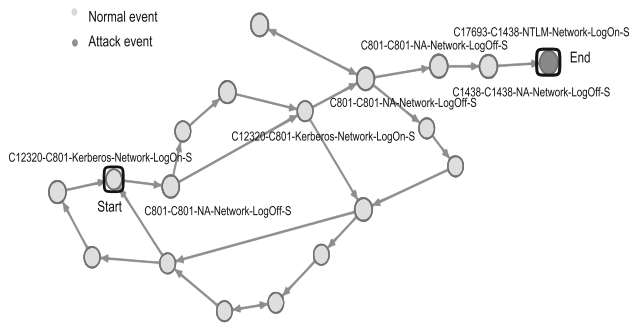 Normal event
Attack event
C17693-C1438-NTLM-Network-LogOn-S
C801-C801-NA-Network-LogOff-S
End
C1438-C1438-NA-Network-LogOff-S
C801-C801-NA-Network-LogOff-S
C12320-C801-Kerberos-Network-LogOn-S
C12320-C801-Kerberos-Network-LogOn-S
Start
C801-C801-NA-Network-LogOff-S